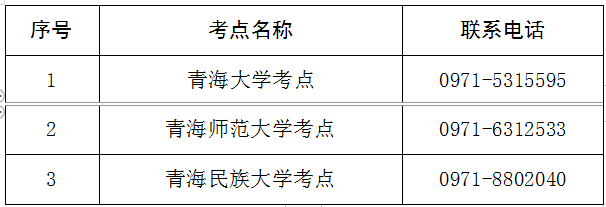 序号 考点名称 联系电话
1 青海大学考点 0971-5315595
2 青海师范大学考点 0971-6312533
3 青海民族大学考点 0971-8802040